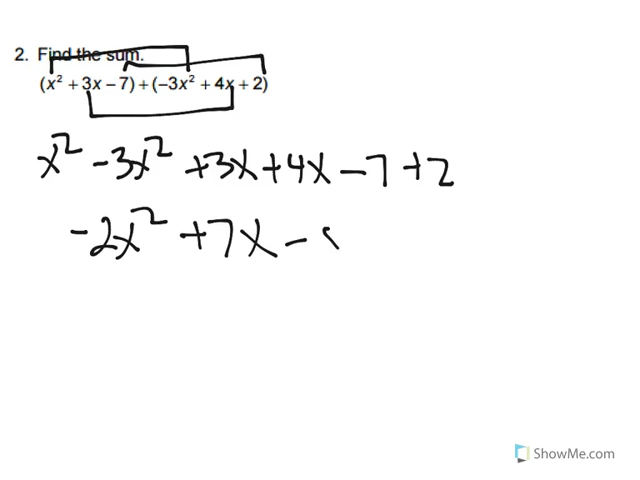 2. Find the sum.
(x² + 3x − 7) + (−3x² + 4x + 2)
x² - 3x² + 3x + 4x - 7 + 2
-2x² + 7x -
ShowMe.com